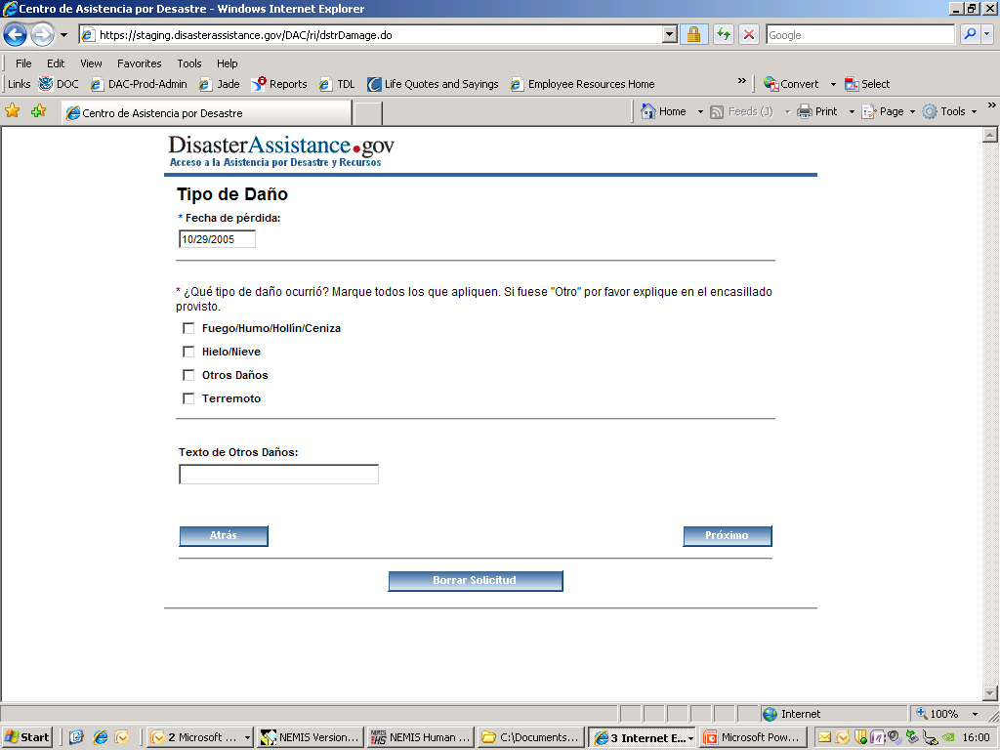 Centro de Asistencia por Desastre - Windows Internet Explorer
https://staging.disasterassistance.gov/DAC/ri/dstrDamage.do
Google
File Edit View Favorites Tools Help
Links DOC DAC-Prod-Admin Jade Reports TDL Life Quotes and Sayings Employee Resources Home » Convert Select
Centro de Asistencia por Desastre
Home Feeds (J) Print Page Tools »
DisasterAssistance.gov
Acceso a la Asistencia por Desastre y Recursos
Tipo de Daño
* Fecha de pérdida:
10/29/2005
* ¿Qué tipo de daño ocurrió? Marque todos los que apliquen. Si fuese "Otro" por favor explique en el encasillado
provisto.
Fuego/Humo/Hollín/Ceniza
Hielo/Nieve
Otros Daños
Terremoto
Texto de Otros Daños:
Atrás Próximo
Borrar Solicitud
Internet 100%
Start 2 Microsoft ... NEMIS Version... NEMIS Human ... C:\Documents... 3 Internet E... Microsoft Pow... 16:00